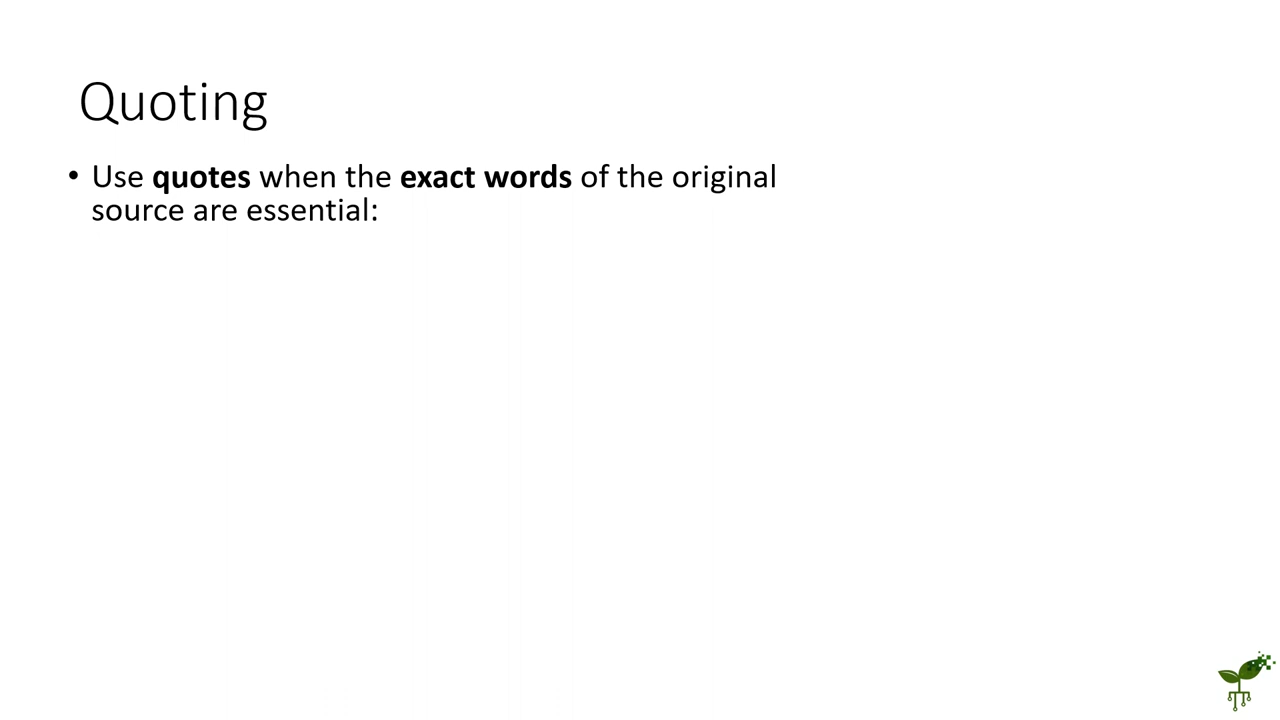 Quoting
• Use quotes when the exact words of the original
source are essential: